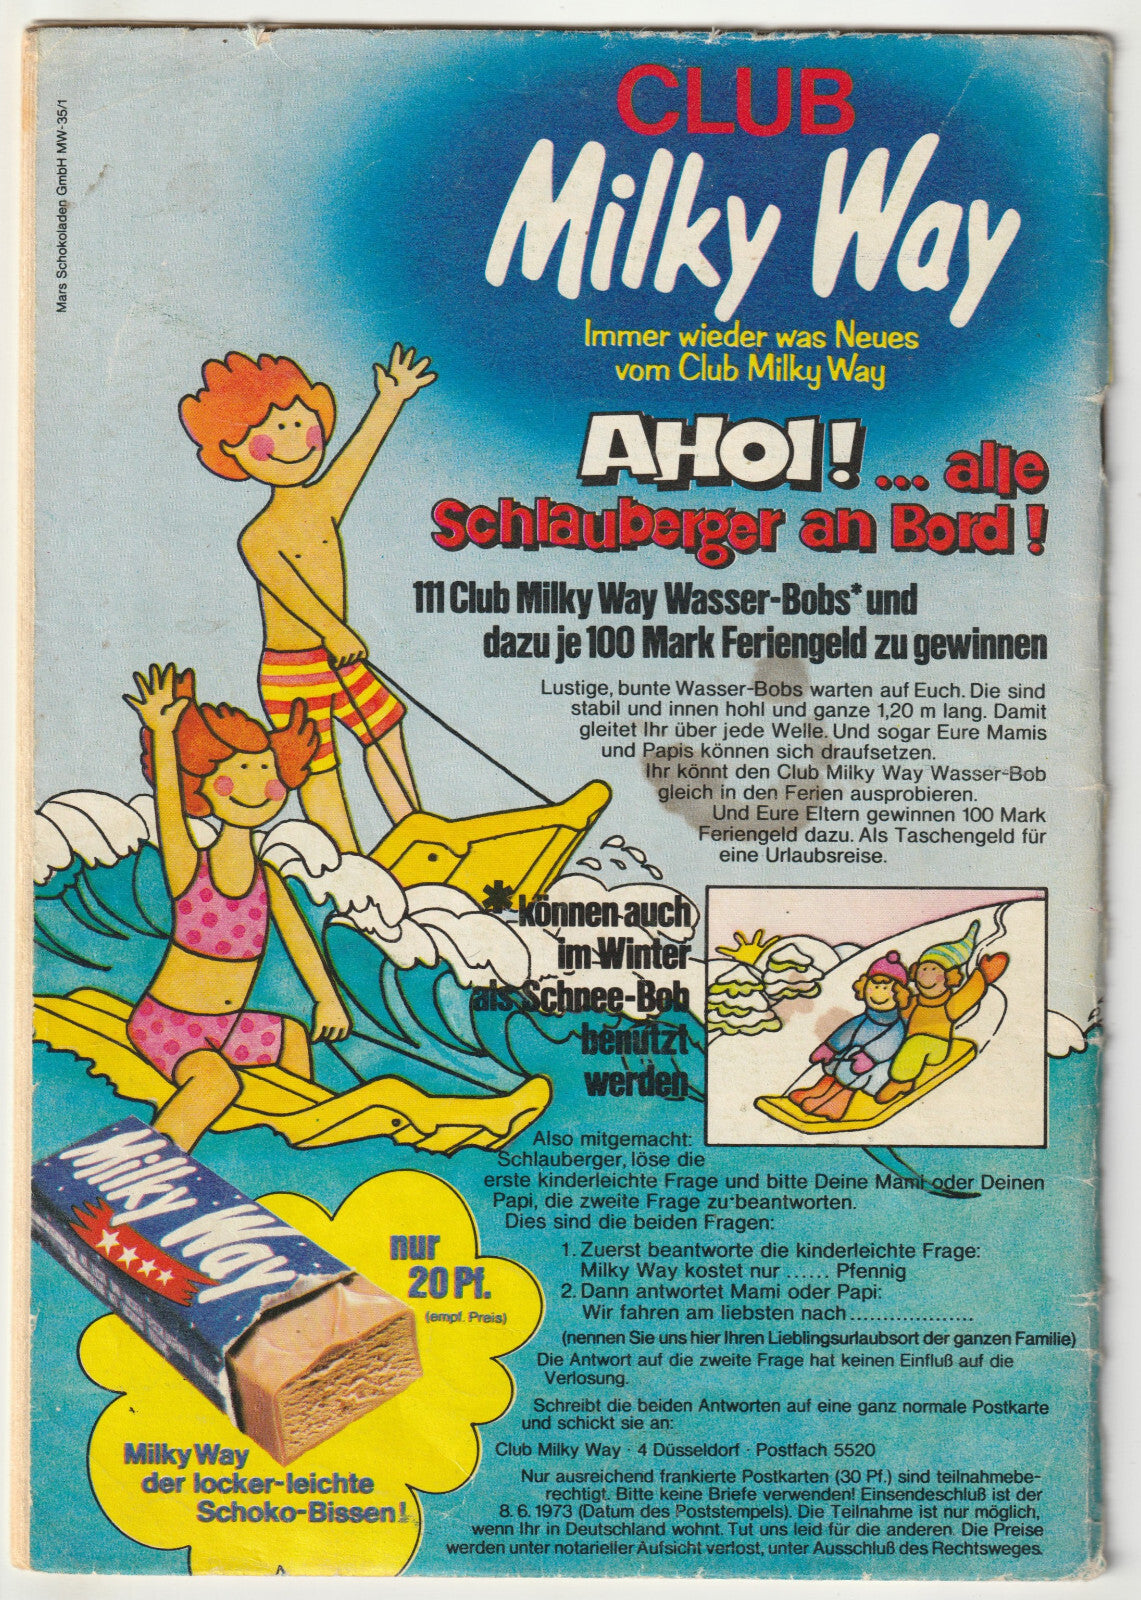 Mars Schokoladen GmbH MW-35/1
CLUB
Milky Way
Immer wieder was Neues
vom Club Milky Way
AHOI! ... alle
Schlauberger an Bord!
111 Club Milky Way Wasser-Bobs* und
dazu je 100 Mark Feriengeld zu gewinnen
Lustige, bunte Wasser-Bobs warten auf Euch. Die sind
stabil und innen hohl und ganze 1,20 m lang. Damit
gleitet Ihr über jede Welle. Und sogar Eure Mamis
und Papis können sich draufsetzen.
Ihr könnt den Club Milky Way Wasser-Bob
gleich in den Ferien ausprobieren.
Und Eure Eltern gewinnen 100 Mark
Feriengeld dazu. Als Taschengeld für
eine Urlaubsreise.
* können auch
im Winter
als Schnee-Bob
benutzt
werden
Also mitgemacht:
Schlauberger, löse die
erste kinderleichte Frage und bitte Deine Mami oder Deinen
Papi, die zweite Frage zu beantworten.
Dies sind die beiden Fragen:
1. Zuerst beantworte die kinderleichte Frage:
Milky Way kostet nur ...... Pfennig
2. Dann antwortet Mami oder Papi:
Wir fahren am liebsten nach ...................
(nennen Sie uns hier Ihren Lieblingsurlaubsort der ganzen Familie)
Die Antwort auf die zweite Frage hat keinen Einfluß auf die
Verlosung.
Schreibt die beiden Antworten auf eine ganz normale Postkarte
und schickt sie an:
Club Milky Way · 4 Düsseldorf · Postfach 5520
Nur ausreichend frankierte Postkarten (30 Pf.) sind teilnahmebe-
rechtigt. Bitte keine Briefe verwenden! Einsendeschluß ist der
8. 6. 1973 (Datum des Poststempels). Die Teilnahme ist nur möglich,
wenn Ihr in Deutschland wohnt. Tut uns leid für die anderen. Die Preise
werden unter notarieller Aufsicht verlost, unter Ausschluß des Rechtsweges.
Milky Way
nur
20 Pf.
(empf. Preis)
Milky Way
der locker-leichte
Schoko-Bissen!